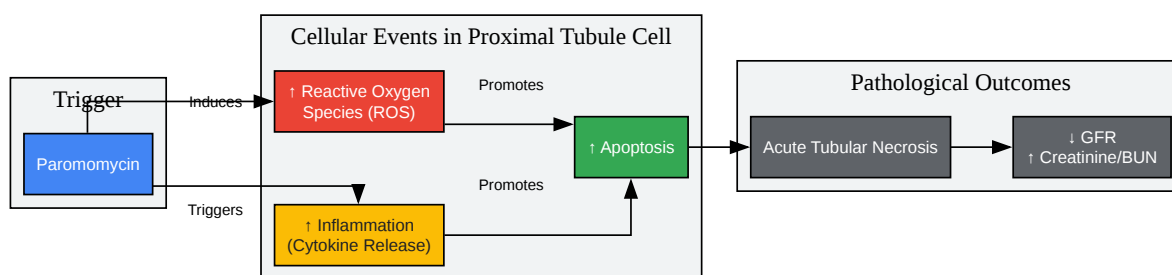 Trigger
Paromomycin
Induces
Triggers
Cellular Events in Proximal Tubule Cell
↑ Reactive Oxygen
Species (ROS)
Promotes
↑ Inflammation
(Cytokine Release)
Promotes
↑ Apoptosis
Pathological Outcomes
Acute Tubular Necrosis
↓ GFR
↑ Creatinine/BUN